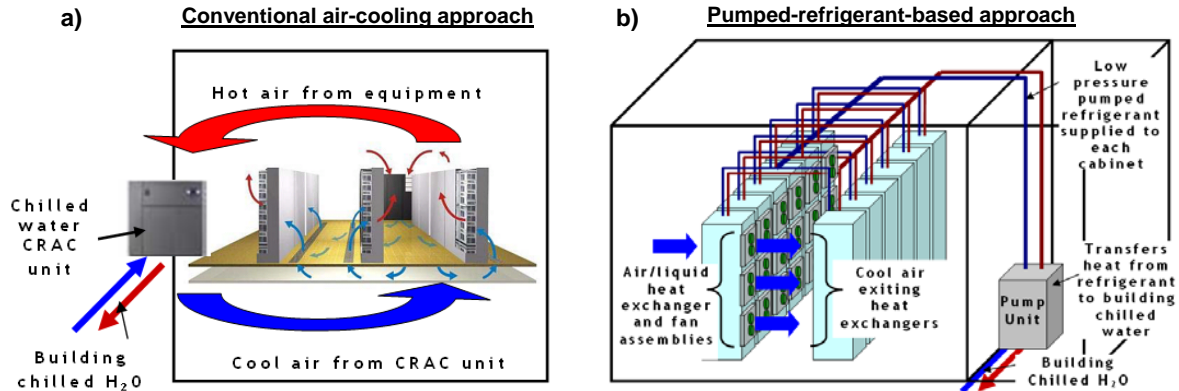 a)
Conventional air-cooling approach
Hot air from equipment
Chilled
water
CRAC
unit
Building
chilled H₂O
Cool air from CRAC unit
b)
Pumped-refrigerant-based approach
Low
pressure
pumped
refrigerant
supplied to
each
cabinet
Air/liquid
heat
exchanger
and fan
assemblies
Cool air
exiting
heat
exchangers
Transfers
heat from
refrigerant
to building
chilled
water
Pump
Unit
Building
Chilled H₂O